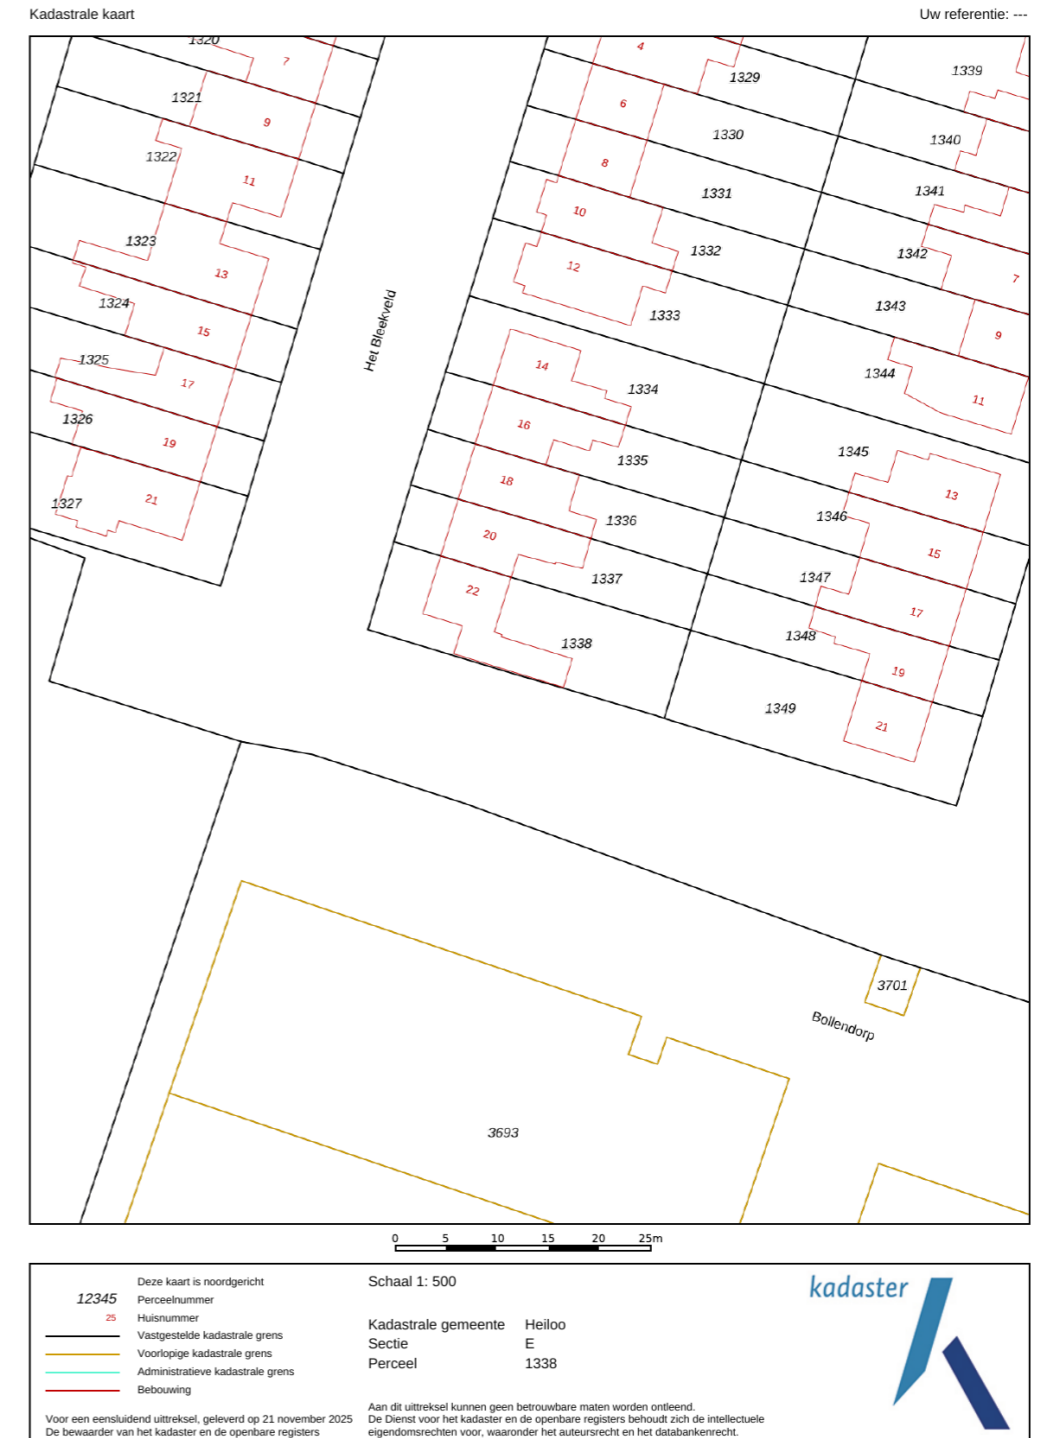 Kadastrale kaart
Uw referentie: ---
1320
7
4
1329
1339
1321
9
6
1330
1340
1322
11
8
1331
1341
10
1323
13
12
1332
1342
7
1324
15
1333
1343
9
Het Bleekveld
1325
17
14
1334
1344
11
1326
19
16
1335
1345
1327
21
18
1336
1346
13
20
1337
1347
15
22
1338
1348
17
19
1349
21
3701
Bollendorp
3693
0 5 10 15 20 25m
Deze kaart is noordgericht
12345 Perceelnummer
25 Huisnummer
Vastgestelde kadastrale grens
Voorlopige kadastrale grens
Administratieve kadastrale grens
Bebouwing
Voor een eensluidend uittreksel, geleverd op 21 november 2025
De bewaarder van het kadaster en de openbare registers
Schaal 1: 500
Kadastrale gemeente Heiloo
Sectie E
Perceel 1338
Aan dit uittreksel kunnen geen betrouwbare maten worden ontleend.
De Dienst voor het kadaster en de openbare registers behoudt zich de intellectuele
eigendomsrechten voor, waaronder het auteursrecht en het databankenrecht.
kadaster